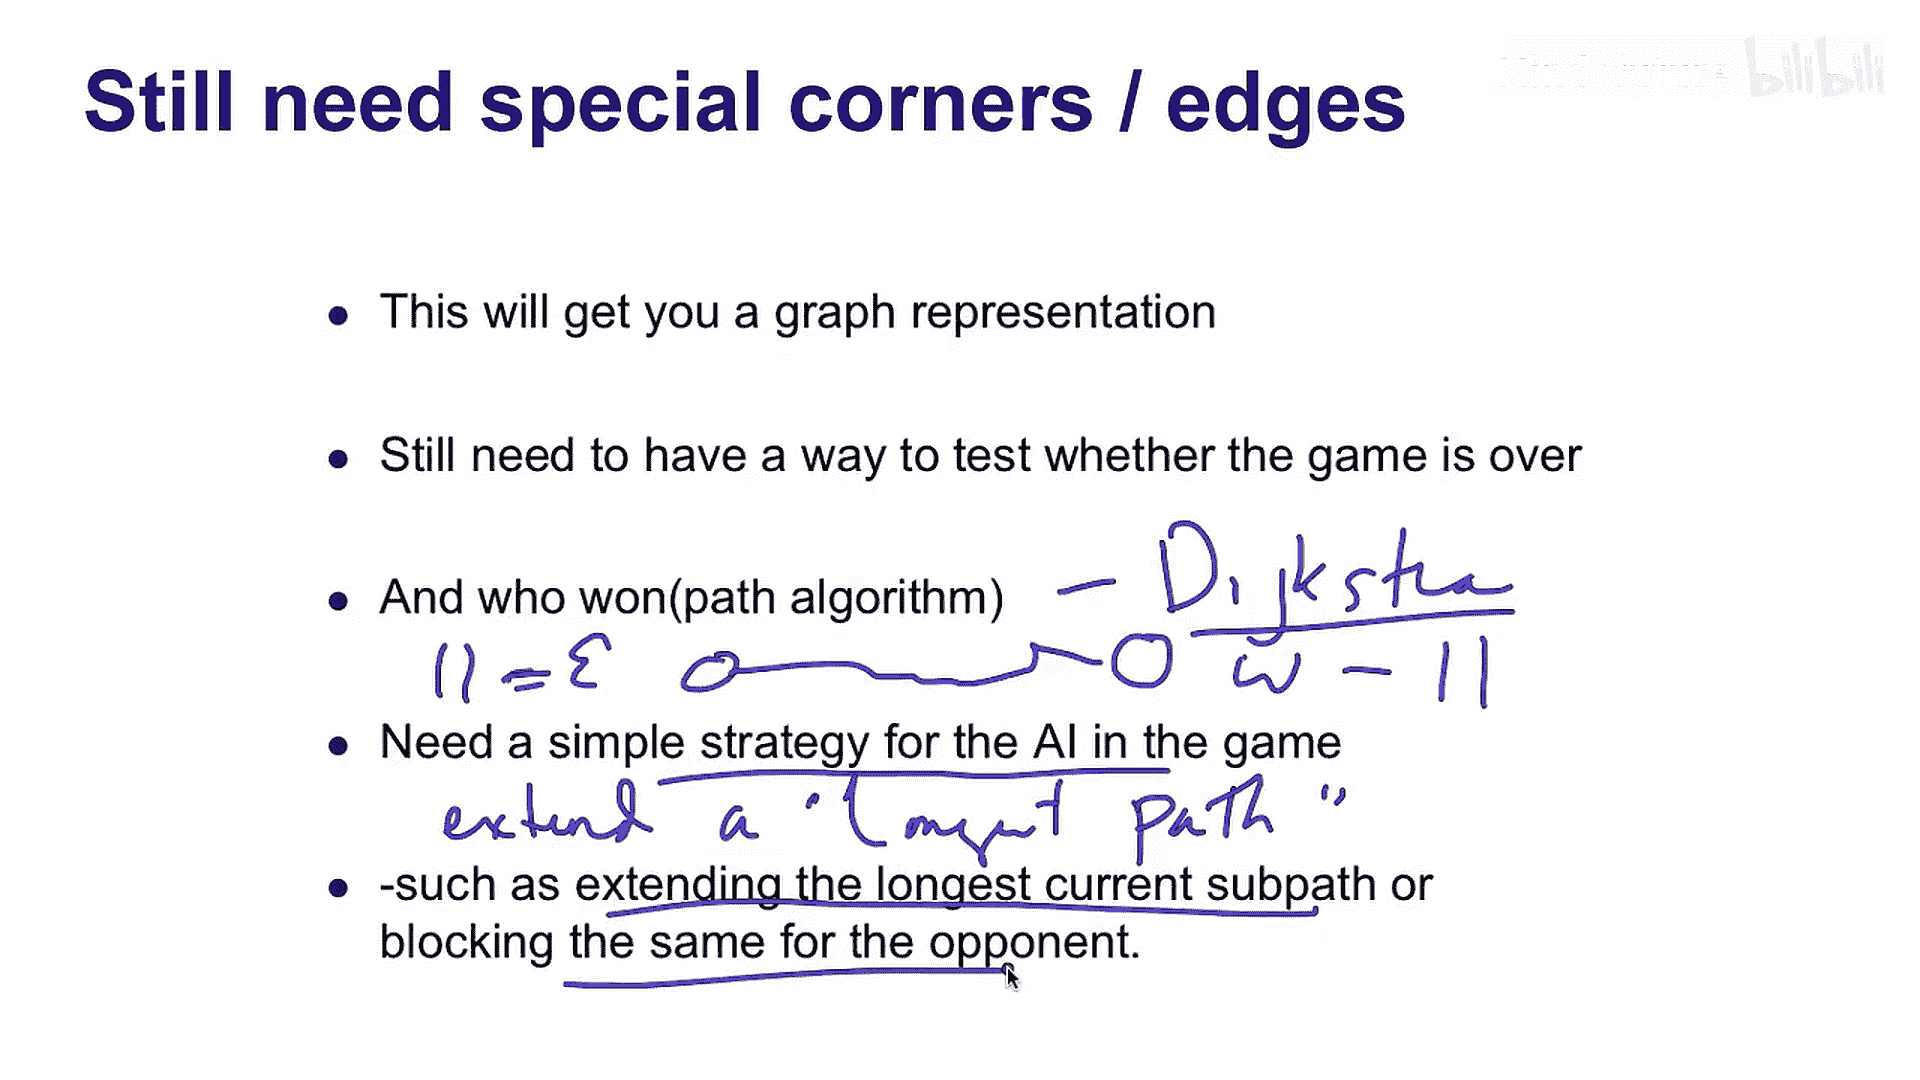 Still need special corners / edges
bilibili
● This will get you a graph representation
● Still need to have a way to test whether the game is over
● And who won(path algorithm) — Dijkstra
11 = E W — 11
● Need a simple strategy for the AI in the game
extend a "longest path"
● -such as extending the longest current subpath or
blocking the same for the opponent.